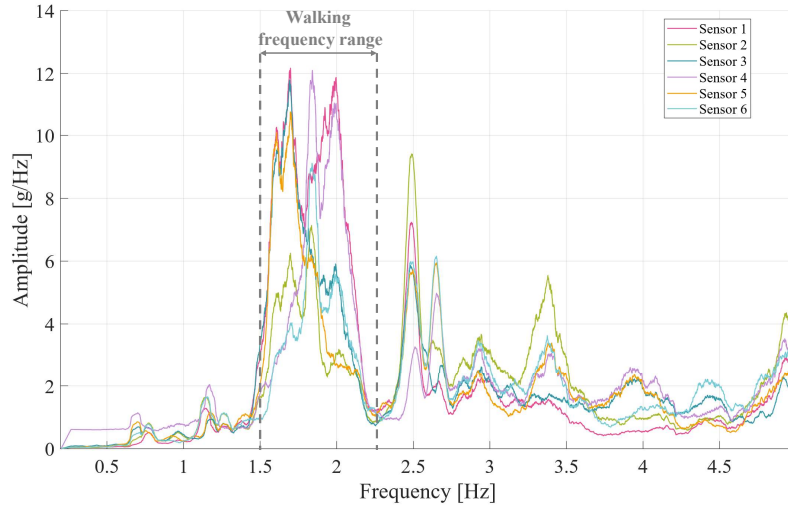 Walking
frequency range
14
12
10
8
6
4
2
0
Amplitude [g/Hz]
Sensor 1
Sensor 2
Sensor 3
Sensor 4
Sensor 5
Sensor 6
0.5 1 1.5 2 2.5 3 3.5 4 4.5
Frequency [Hz]